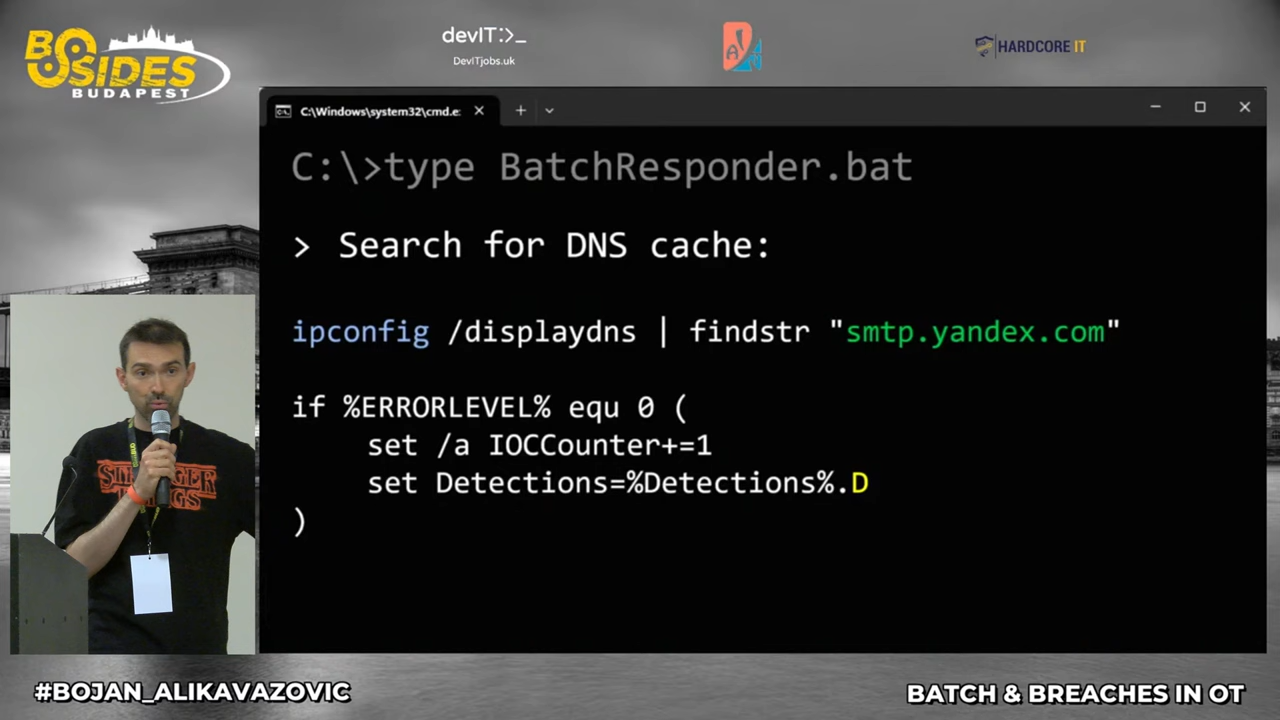 BSIDES
BUDAPEST
devIT:>_
DevITjobs.uk
HARDCORE IT
C:\Windows\system32\cmd.e:
C:\>type BatchResponder.bat
> Search for DNS cache:
ipconfig /displaydns | findstr "smtp.yandex.com"
if %ERRORLEVEL% equ 0 (
set /a IOCCounter+=1
set Detections=%Detections%.D
)
STRANGER
THINGS
#BOJAN_ALIKAVAZOVIC
BATCH & BREACHES IN OT